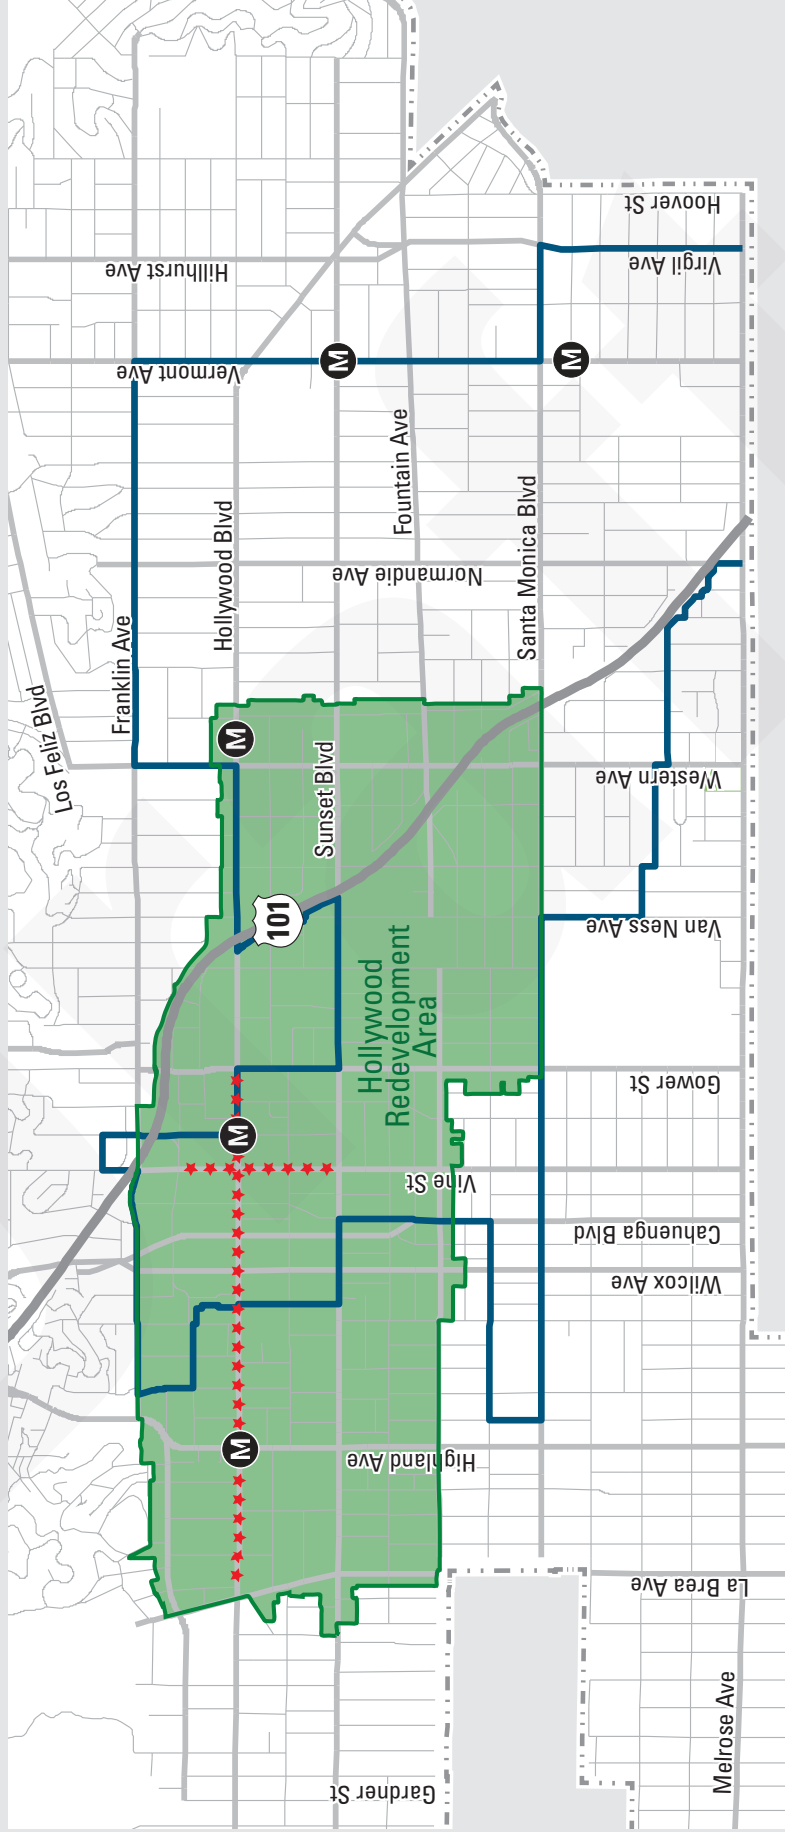 Hoover St
Virgil Ave
Hillhurst Ave
M
M
Vermont Ave
Fountain Ave
Hollywood Blvd
Santa Monica Blvd
Normandie Ave
Franklin Ave
Los Feliz Blvd
M
Sunset Blvd
Western Ave
101
Van Ness Ave
Hollywood
Redevelopment
Area
Gower St
M
Vine St
Cahuenga Blvd
Wilcox Ave
M
Highland Ave
La Brea Ave
Melrose Ave
Gardner St